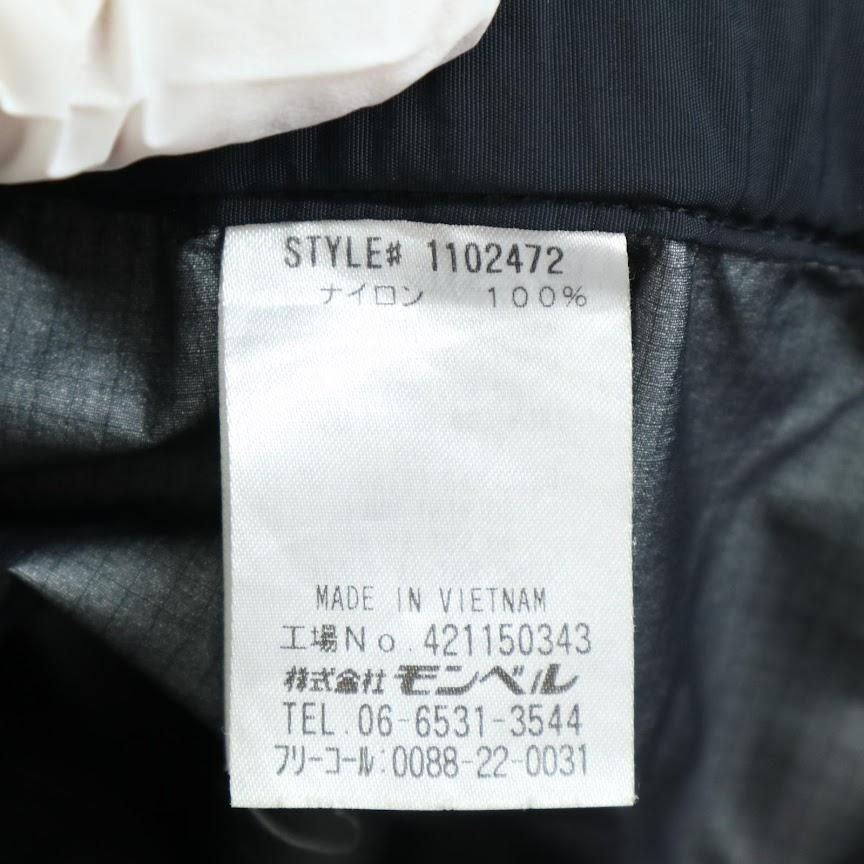 STYLE# 1102472
ナイロン 100%
MADE IN VIETNAM
工場No.421150343
株式会社 モンベル
TEL.06-6531-3544
フリーコール:0088-22-0031